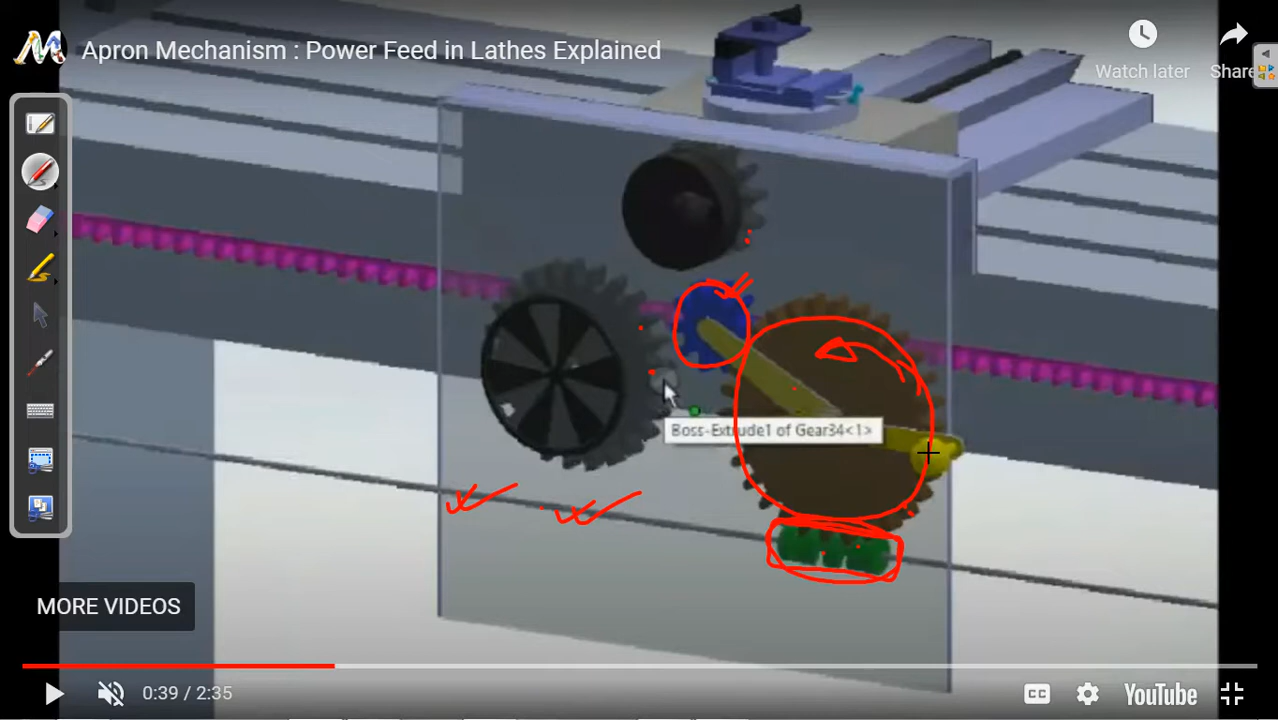 Apron Mechanism : Power Feed in Lathes Explained
Watch later
Share
Boss-Extrude1 of Gear34<1>
MORE VIDEOS
0:39 / 2:35
CC
YouTube